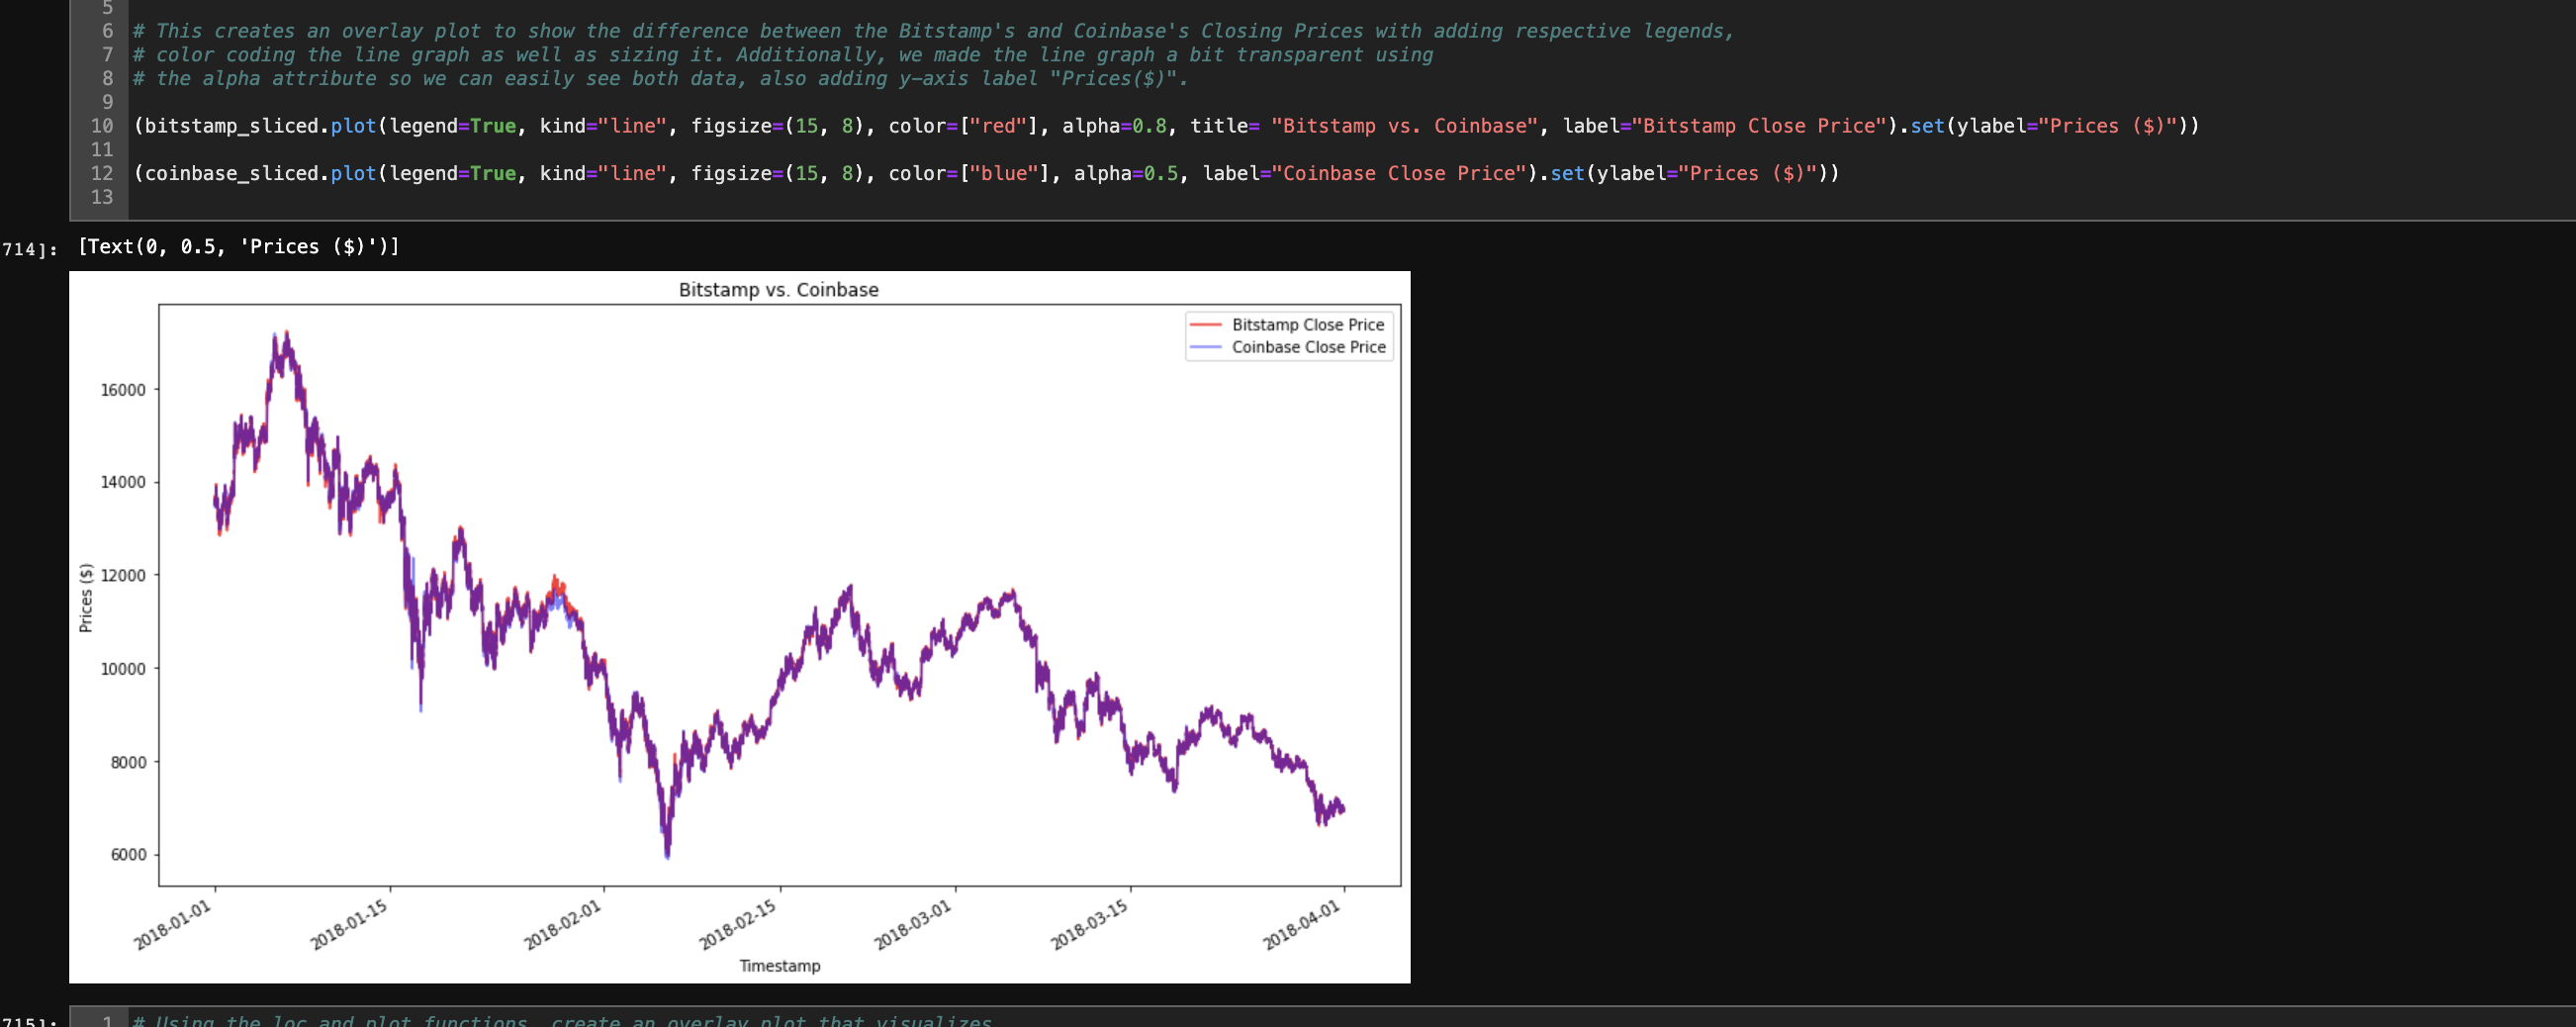 5
6 # This creates an overlay plot to show the difference between the Bitstamp's and Coinbase's Closing Prices with adding respective legends,
7 # color coding the line graph as well as sizing it. Additionally, we made the line graph a bit transparent using
8 # the alpha attribute so we can easily see both data, also adding y-axis label "Prices($)".
9
10 (bitstamp_sliced.plot(legend=True, kind="line", figsize=(15, 8), color=["red"], alpha=0.8, title= "Bitstamp vs. Coinbase", label="Bitstamp Close Price").set(ylabel="Prices ($)"))
11
12 (coinbase_sliced.plot(legend=True, kind="line", figsize=(15, 8), color=["blue"], alpha=0.5, label="Coinbase Close Price").set(ylabel="Prices ($)"))
13
714]: [Text(0, 0.5, 'Prices ($)')]
Bitstamp vs. Coinbase
Bitstamp Close Price
Coinbase Close Price
16000
14000
12000
10000
8000
6000
Prices ($)
2018-01-01
2018-01-15
2018-02-01
2018-02-15
2018-03-01
2018-03-15
2018-04-01
Timestamp
715]: 1 # Using the loc and plot functions, create an overlay plot that visualizes